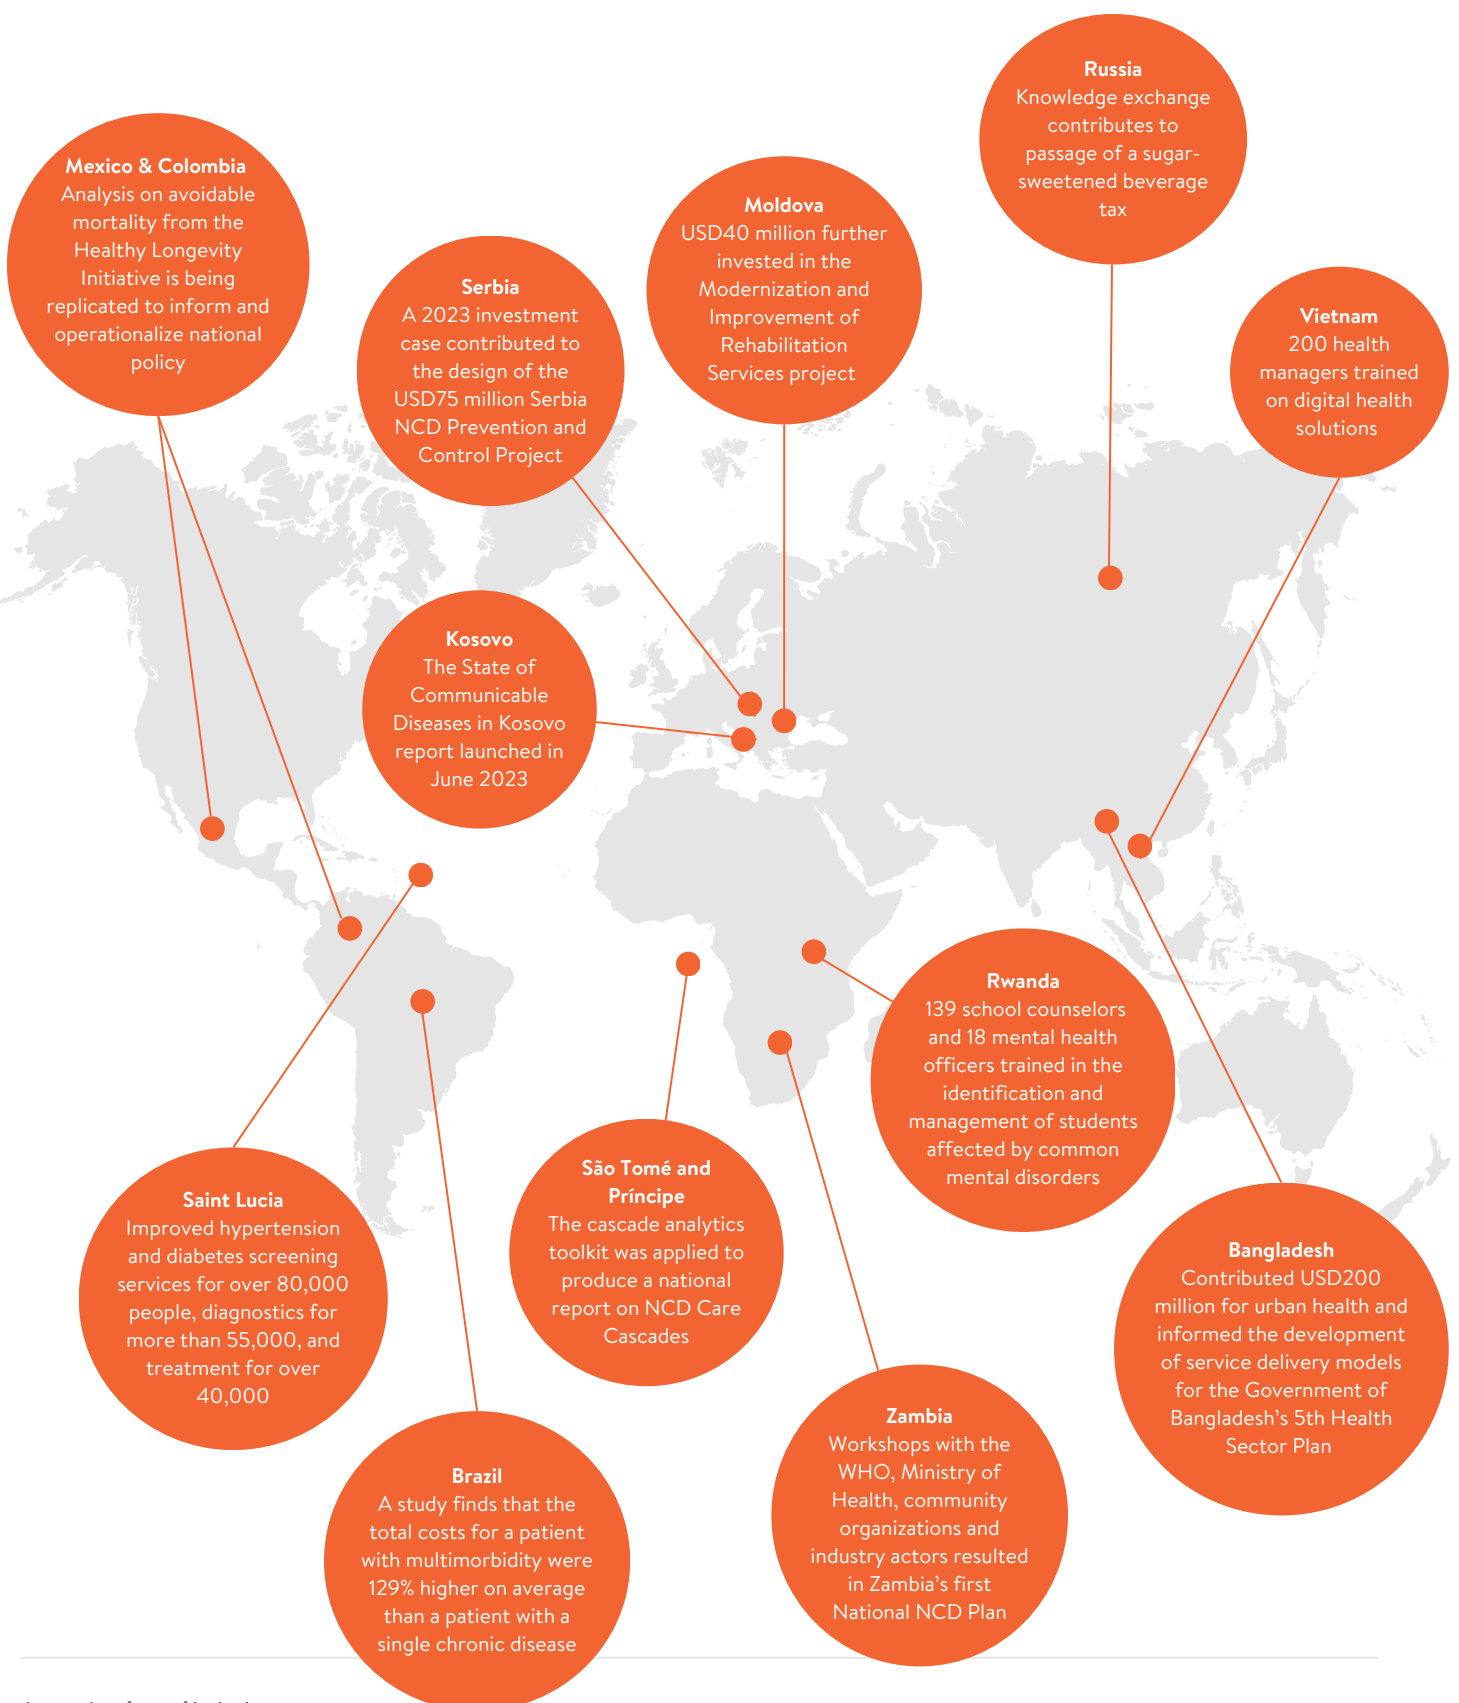 Russia
Knowledge exchange
contributes to
passage of a sugar-
sweetened beverage
tax
Mexico & Colombia
Analysis on avoidable
mortality from the
Healthy Longevity
Initiative is being
replicated to inform and
operationalize national
policy
Moldova
USD40 million further
invested in the
Modernization and
Improvement of
Rehabilitation
Services project
Serbia
A 2023 investment
case contributed to
the design of the
USD75 million Serbia
NCD Prevention and
Control Project
Vietnam
200 health
managers trained
on digital health
solutions
Kosovo
The State of
Communicable
Diseases in Kosovo
report launched in
June 2023
Rwanda
139 school counselors
and 18 mental health
officers trained in the
identification and
management of students
affected by common
mental disorders
São Tomé and
Príncipe
The cascade analytics
toolkit was applied to
produce a national
report on NCD Care
Cascades
Saint Lucia
Improved hypertension
and diabetes screening
services for over 80,000
people, diagnostics for
more than 55,000, and
treatment for over
40,000
Bangladesh
Contributed USD200
million for urban health and
informed the development
of service delivery models
for the Government of
Bangladesh's 5th Health
Sector Plan
Zambia
Workshops with the
WHO, Ministry of
Health, community
organizations and
industry actors resulted
in Zambia's first
National NCD Plan
Brazil
A study finds that the
total costs for a patient
with multimorbidity were
129% higher on average
than a patient with a
single chronic disease